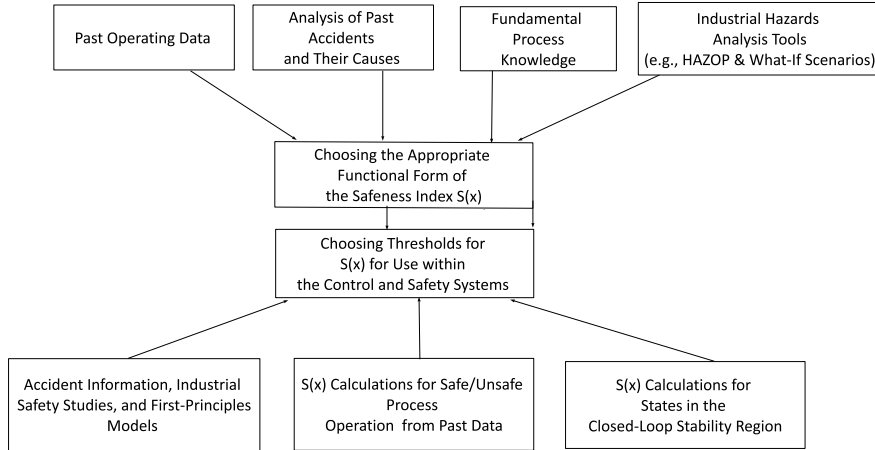 Past Operating Data
Analysis of Past
Accidents
and Their Causes
Fundamental
Process
Knowledge
Industrial Hazards
Analysis Tools
(e.g., HAZOP & What-If Scenarios)
Choosing the Appropriate
Functional Form of
the Safeness Index S(x)
Choosing Thresholds for
S(x) for Use within
the Control and Safety Systems
Accident Information, Industrial
Safety Studies, and First-Principles
Models
S(x) Calculations for Safe/Unsafe
Process
Operation from Past Data
S(x) Calculations for
States in the
Closed-Loop Stability Region